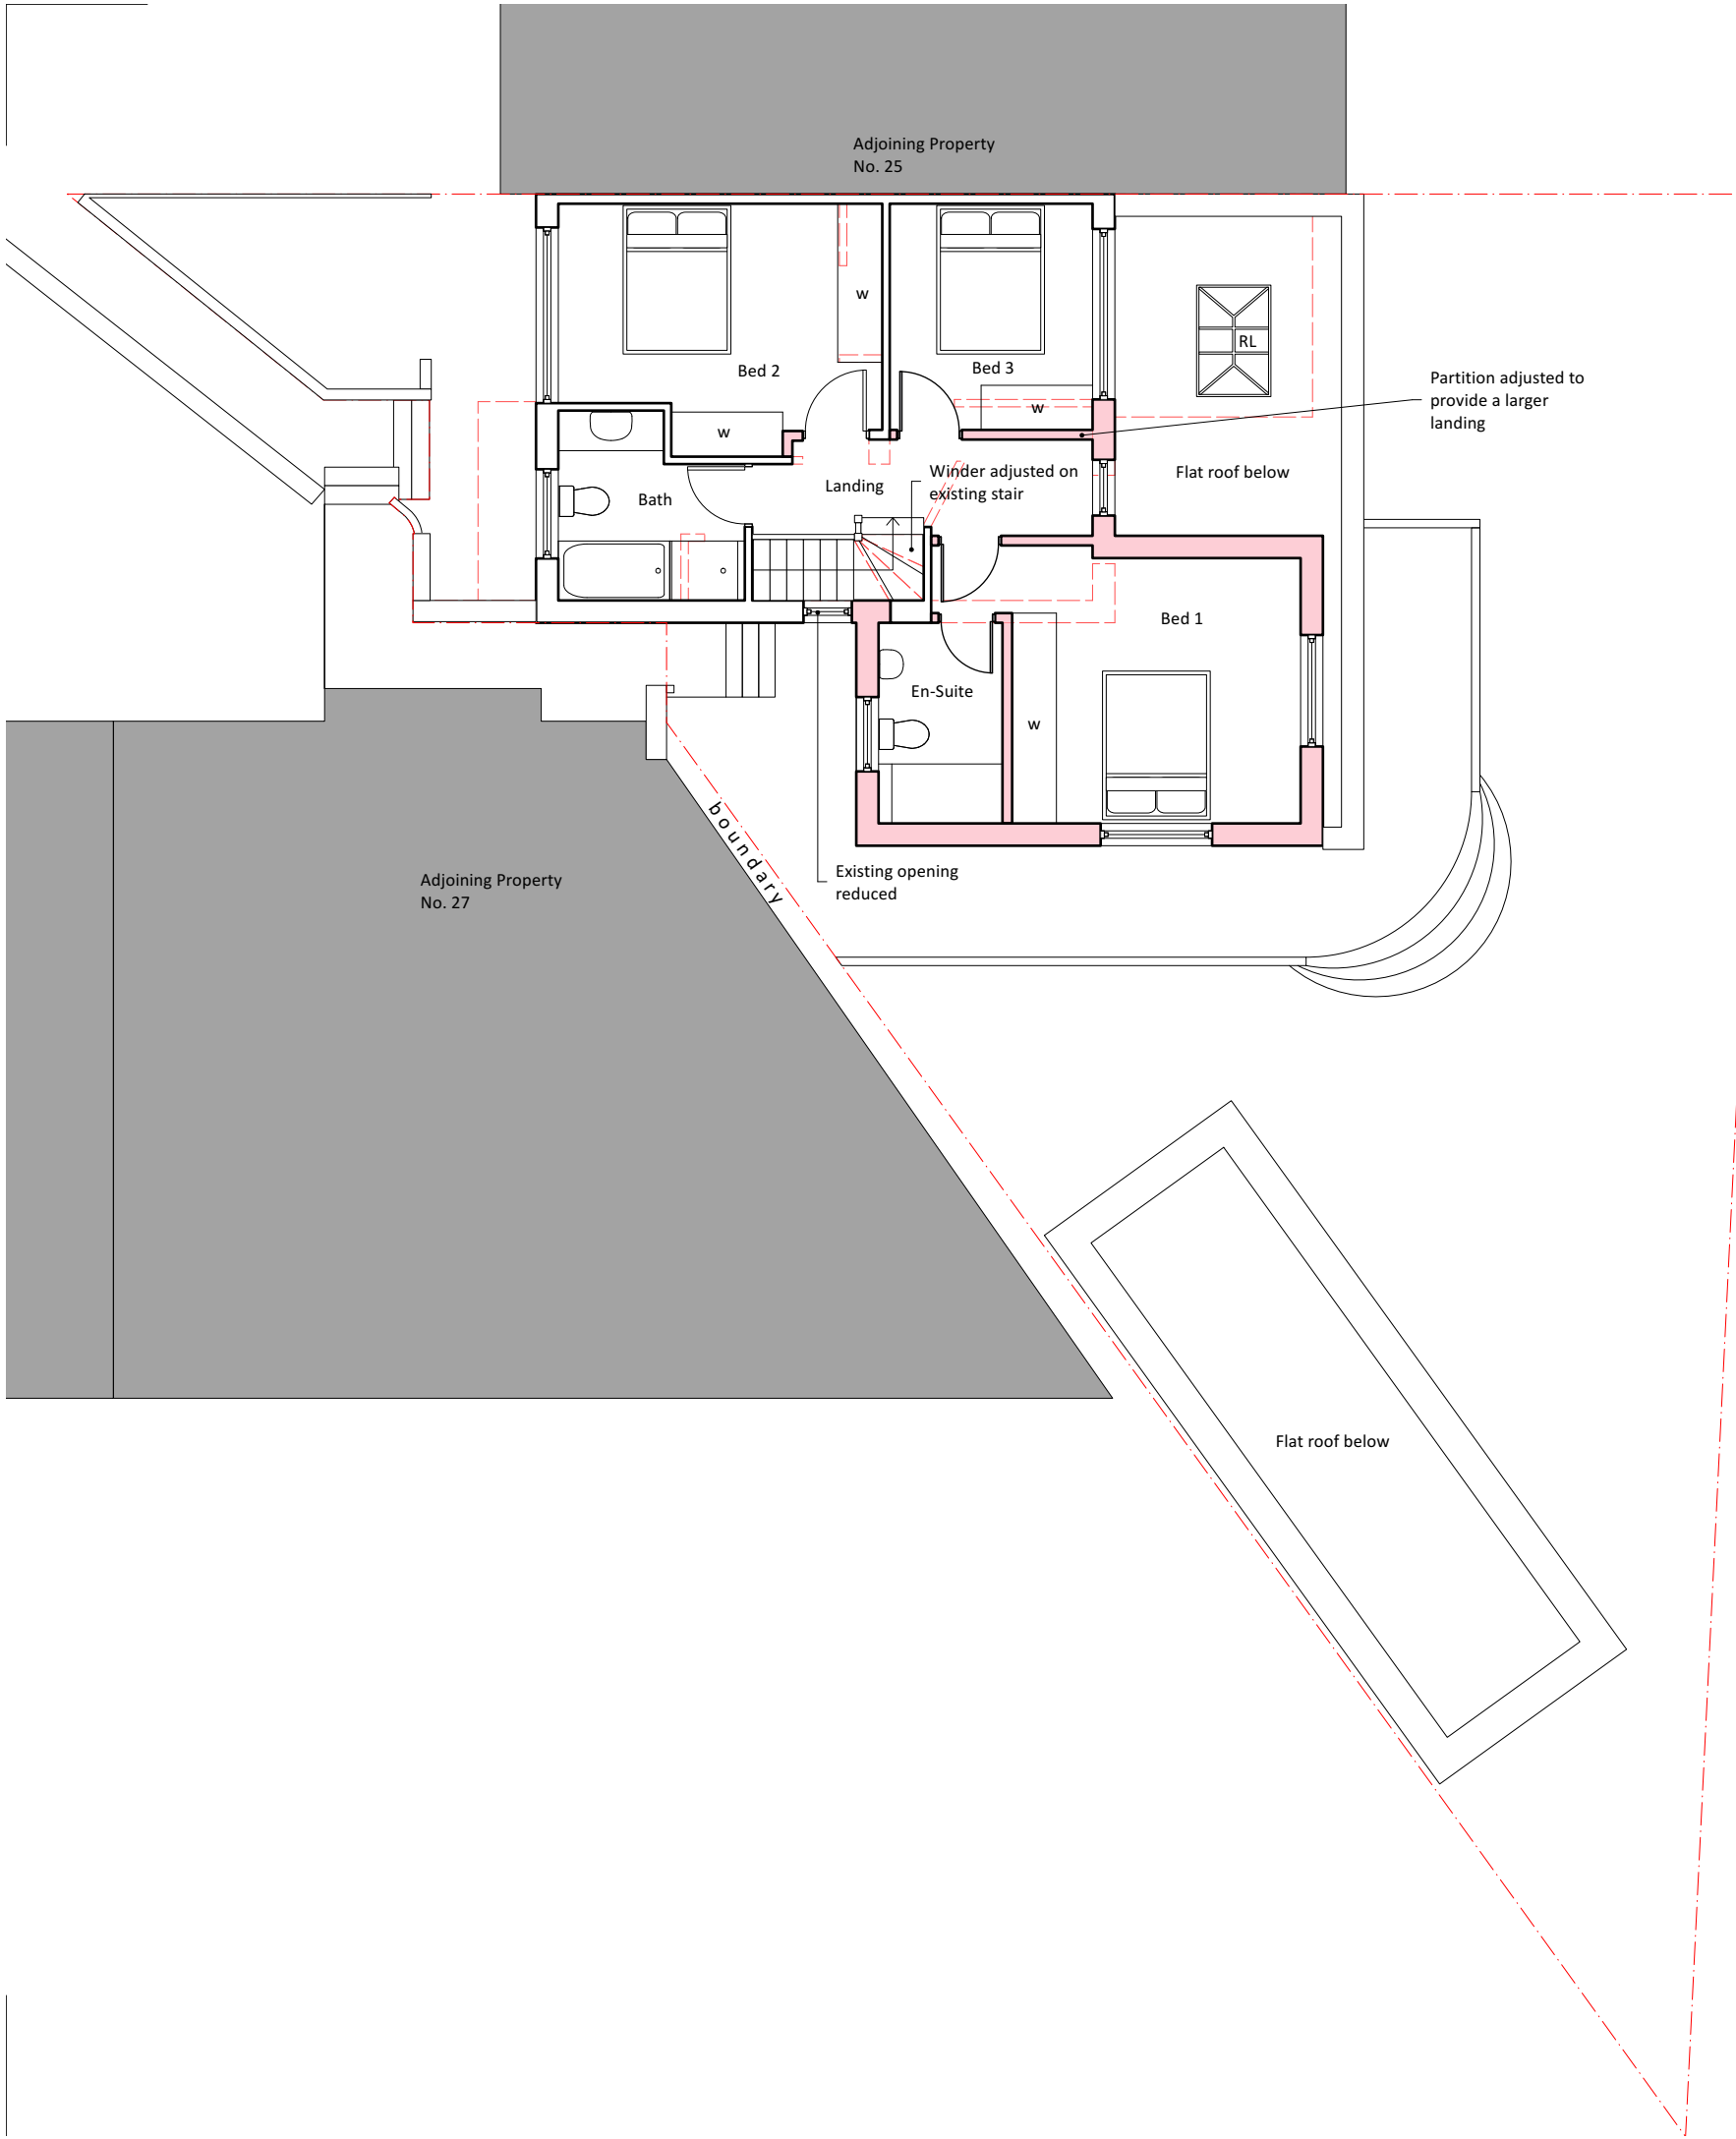 Adjoining Property
No. 25
w
Bed 2
Bed 3
RL
w
w
Partition adjusted to
provide a larger
landing
Flat roof below
Winder adjusted on
existing stair
Landing
Bath
Bed 1
En-Suite
w
boundary
Existing opening
reduced
Adjoining Property
No. 27
Flat roof below